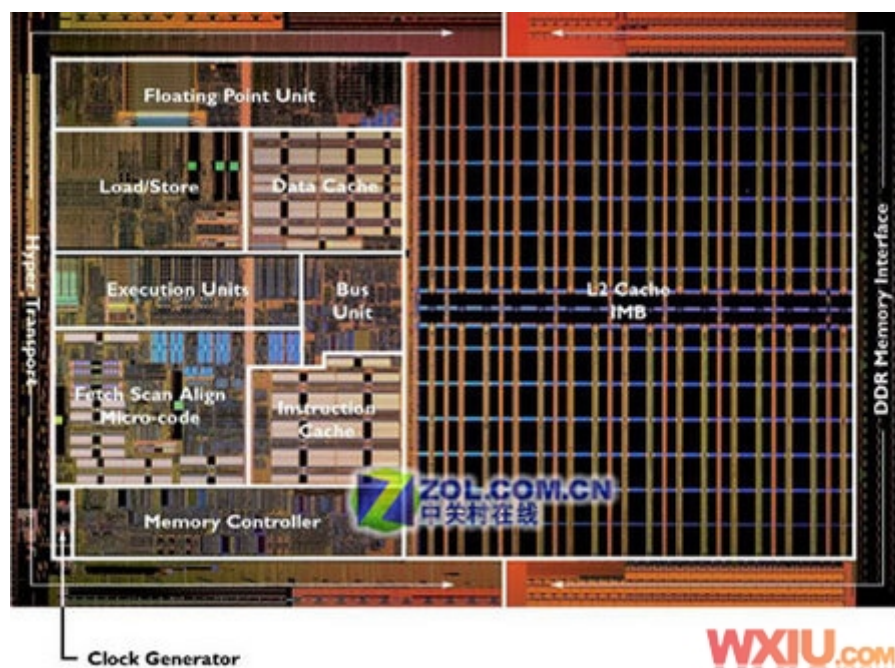 Floating Point Unit
Load/Store
Data Cache
Hyper Transport
Execution Units
Bus
Unit
L2 Cache
1MB
DDR Memory Interface
Fetch Scan Align
Micro-code
Instruction
Cache
ZOL.COM.CN
中关村在线
Memory Controller
Clock Generator
WXIU.COM